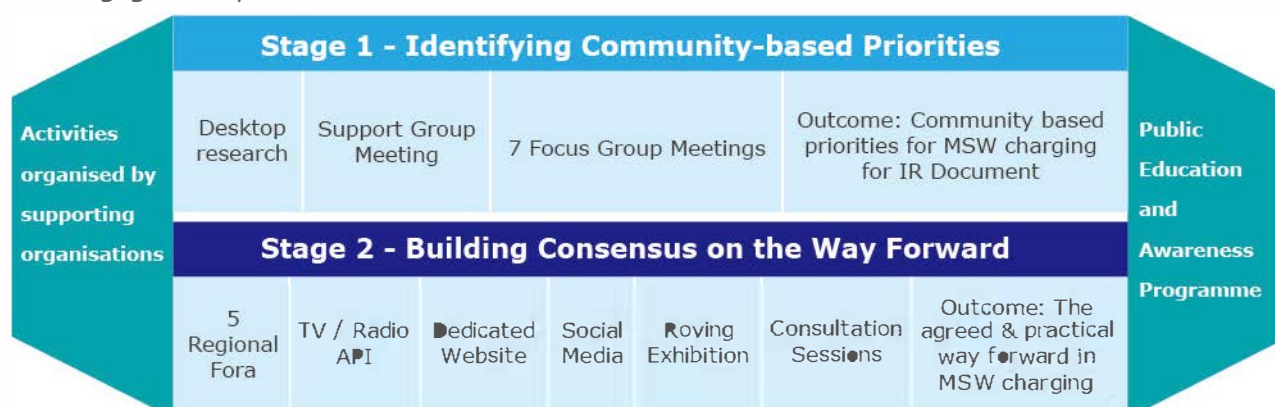 Stage 1 - Identifying Community-based Priorities
Activities
organised by
supporting
organisations
Desktop
research
Support Group
Meeting
7 Focus Group Meetings
Outcome: Community based
priorities for MSW charging
for IR Document
Public
Education
and
Awareness
Programme
Stage 2 - Building Consensus on the Way Forward
5
Regional
Fora
TV / Radio
API
Dedicated
Website
Social
Media
Roving
Exhibition
Consultation
Sessions
Outcome: The
agreed & practical
way forward in
MSW charging